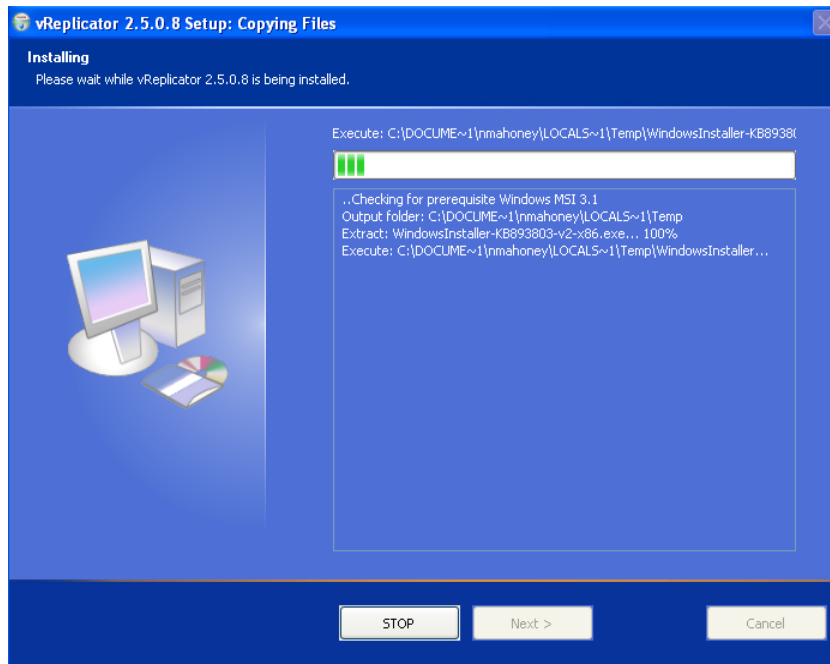 vReplicator 2.5.0.8 Setup: Copying Files
Installing
Please wait while vReplicator 2.5.0.8 is being installed.
Execute: C:\DOCUME~1\nmahoney\LOCALS~1\Temp\WindowsInstaller-KB89380
..Checking for prerequisite Windows MSI 3.1
Output folder: C:\DOCUME~1\nmahoney\LOCALS~1\Temp
Extract: WindowsInstaller-KB893803-v2-x86.exe... 100%
Execute: C:\DOCUME~1\nmahoney\LOCALS~1\Temp\WindowsInstaller...
STOP
Next >
Cancel